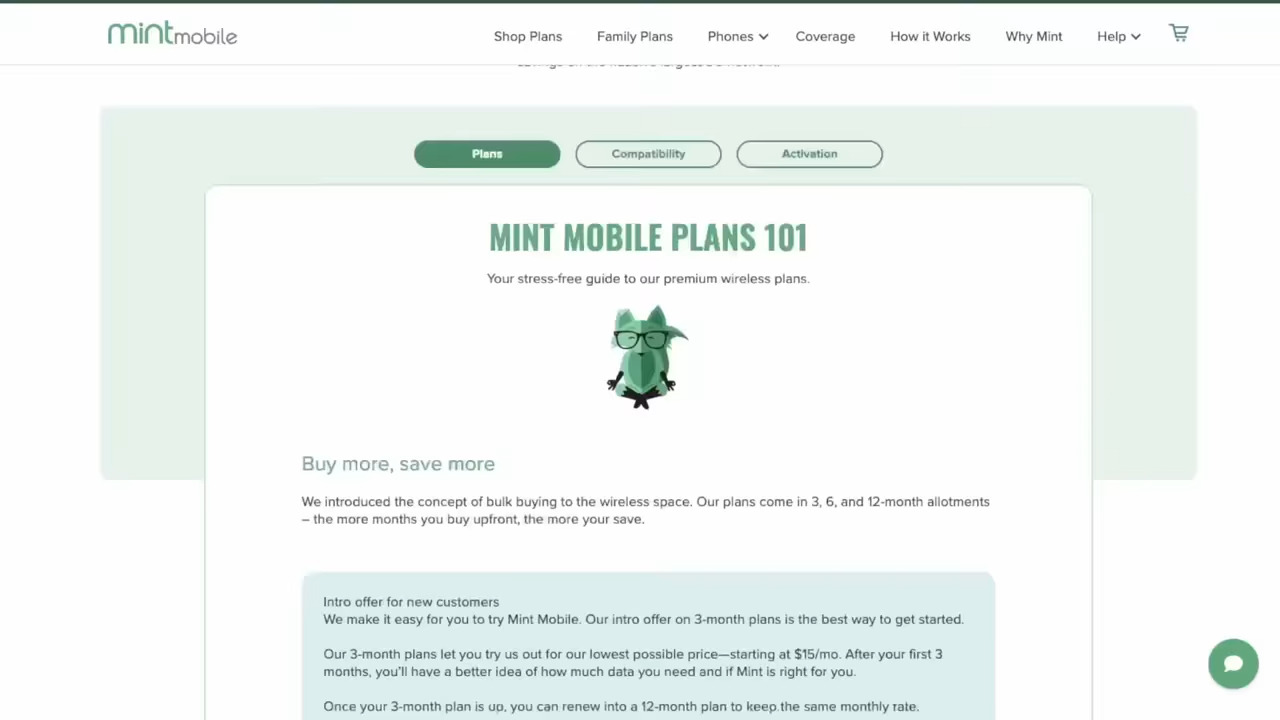 mintmobile
Shop Plans Family Plans Phones Coverage How it Works Why Mint Help
Plans Compatibility Activation
MINT MOBILE PLANS 101
Your stress-free guide to our premium wireless plans.
Buy more, save more
We introduced the concept of bulk buying to the wireless space. Our plans come in 3, 6, and 12-month allotments
– the more months you buy upfront, the more your save.
Intro offer for new customers
We make it easy for you to try Mint Mobile. Our intro offer on 3-month plans is the best way to get started.
Our 3-month plans let you try us out for our lowest possible price—starting at $15/mo. After your first 3
months, you'll have a better idea of how much data you need and if Mint is right for you.
Once your 3-month plan is up, you can renew into a 12-month plan to keep the same monthly rate.